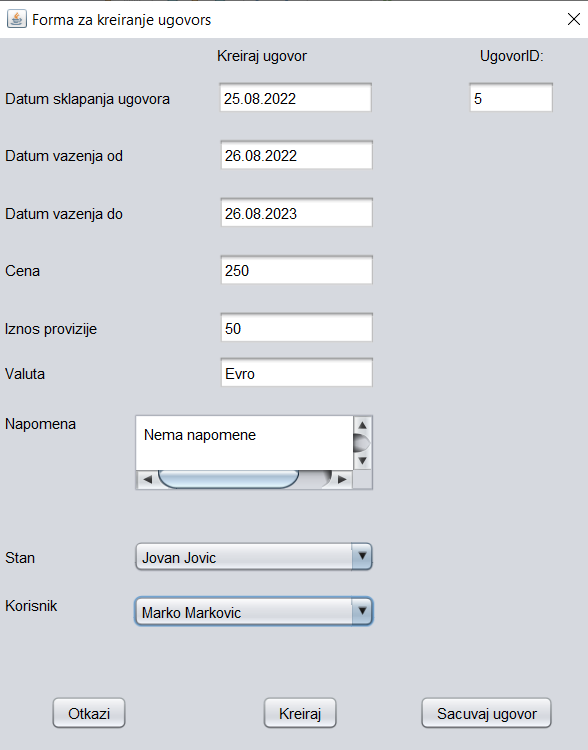 Forma za kreiranje ugovors
Kreiraj ugovor UgovorID:
Datum sklapanja ugovora 25.08.2022 5
Datum vazenja od 26.08.2022
Datum vazenja do 26.08.2023
Cena 250
Iznos provizije 50
Valuta Evro
Napomena Nema napomene
Stan Jovan Jovic
Korisnik Marko Markovic
Otkazi Kreiraj Sacuvaj ugovor